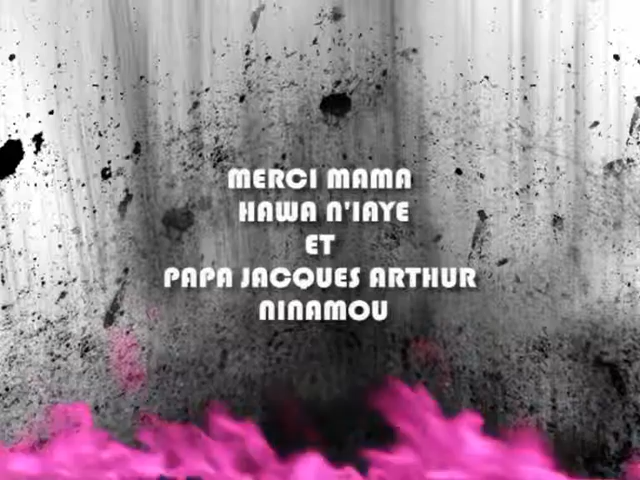 MERCI MAMA
HAWA N'IAYE
ET
PAPA JACQUES ARTHUR
NINAMOU